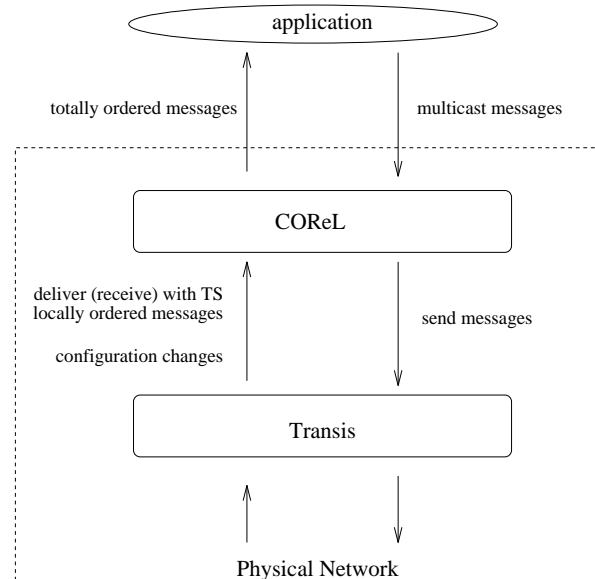 application
totally ordered messages
multicast messages
COReL
deliver (receive) with TS
locally ordered messages
send messages
configuration changes
Transis
Physical Network